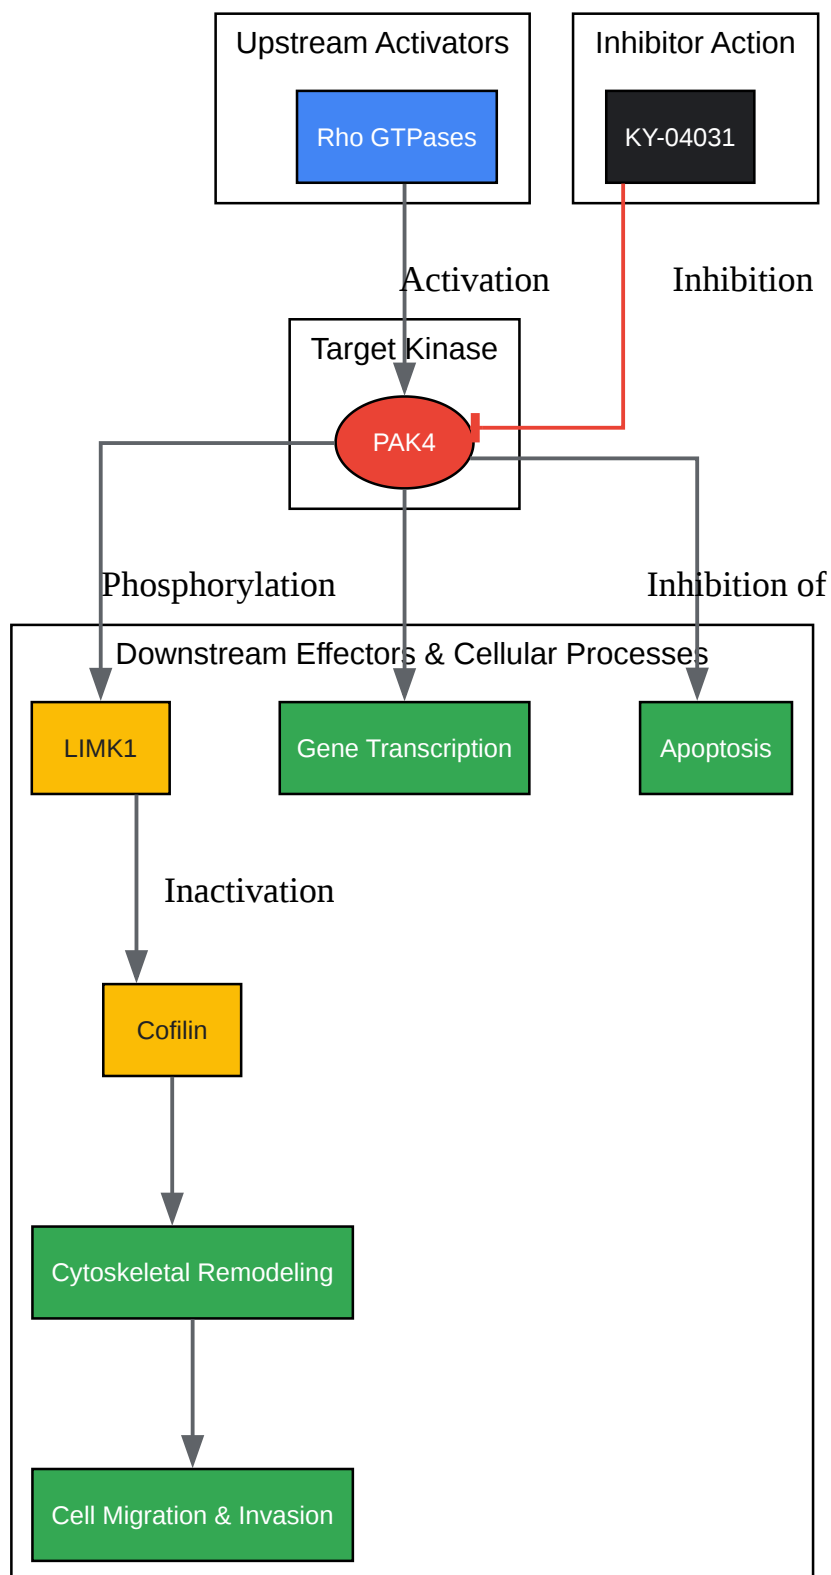 Upstream Activators
Inhibitor Action
Rho GTPases
KY-04031
Activation
Inhibition
Target Kinase
PAK4
Phosphorylation
Inhibition of
Downstream Effectors & Cellular Processes
LIMK1
Gene Transcription
Apoptosis
Inactivation
Cofilin
Cytoskeletal Remodeling
Cell Migration & Invasion